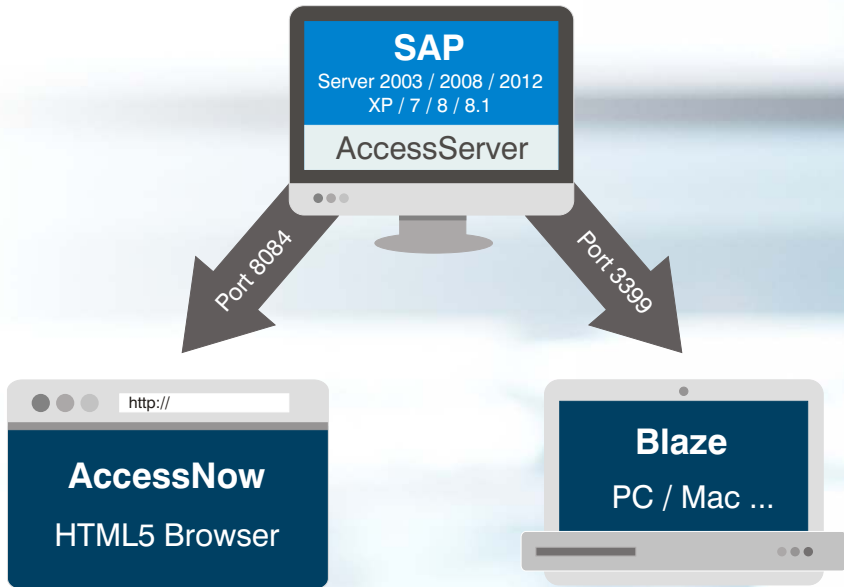 SAP
Server 2003 / 2008 / 2012
XP / 7 / 8 / 8.1
AccessServer
Port 8084
Port 3399
http://
AccessNow
HTML5 Browser
Blaze
PC / Mac ...